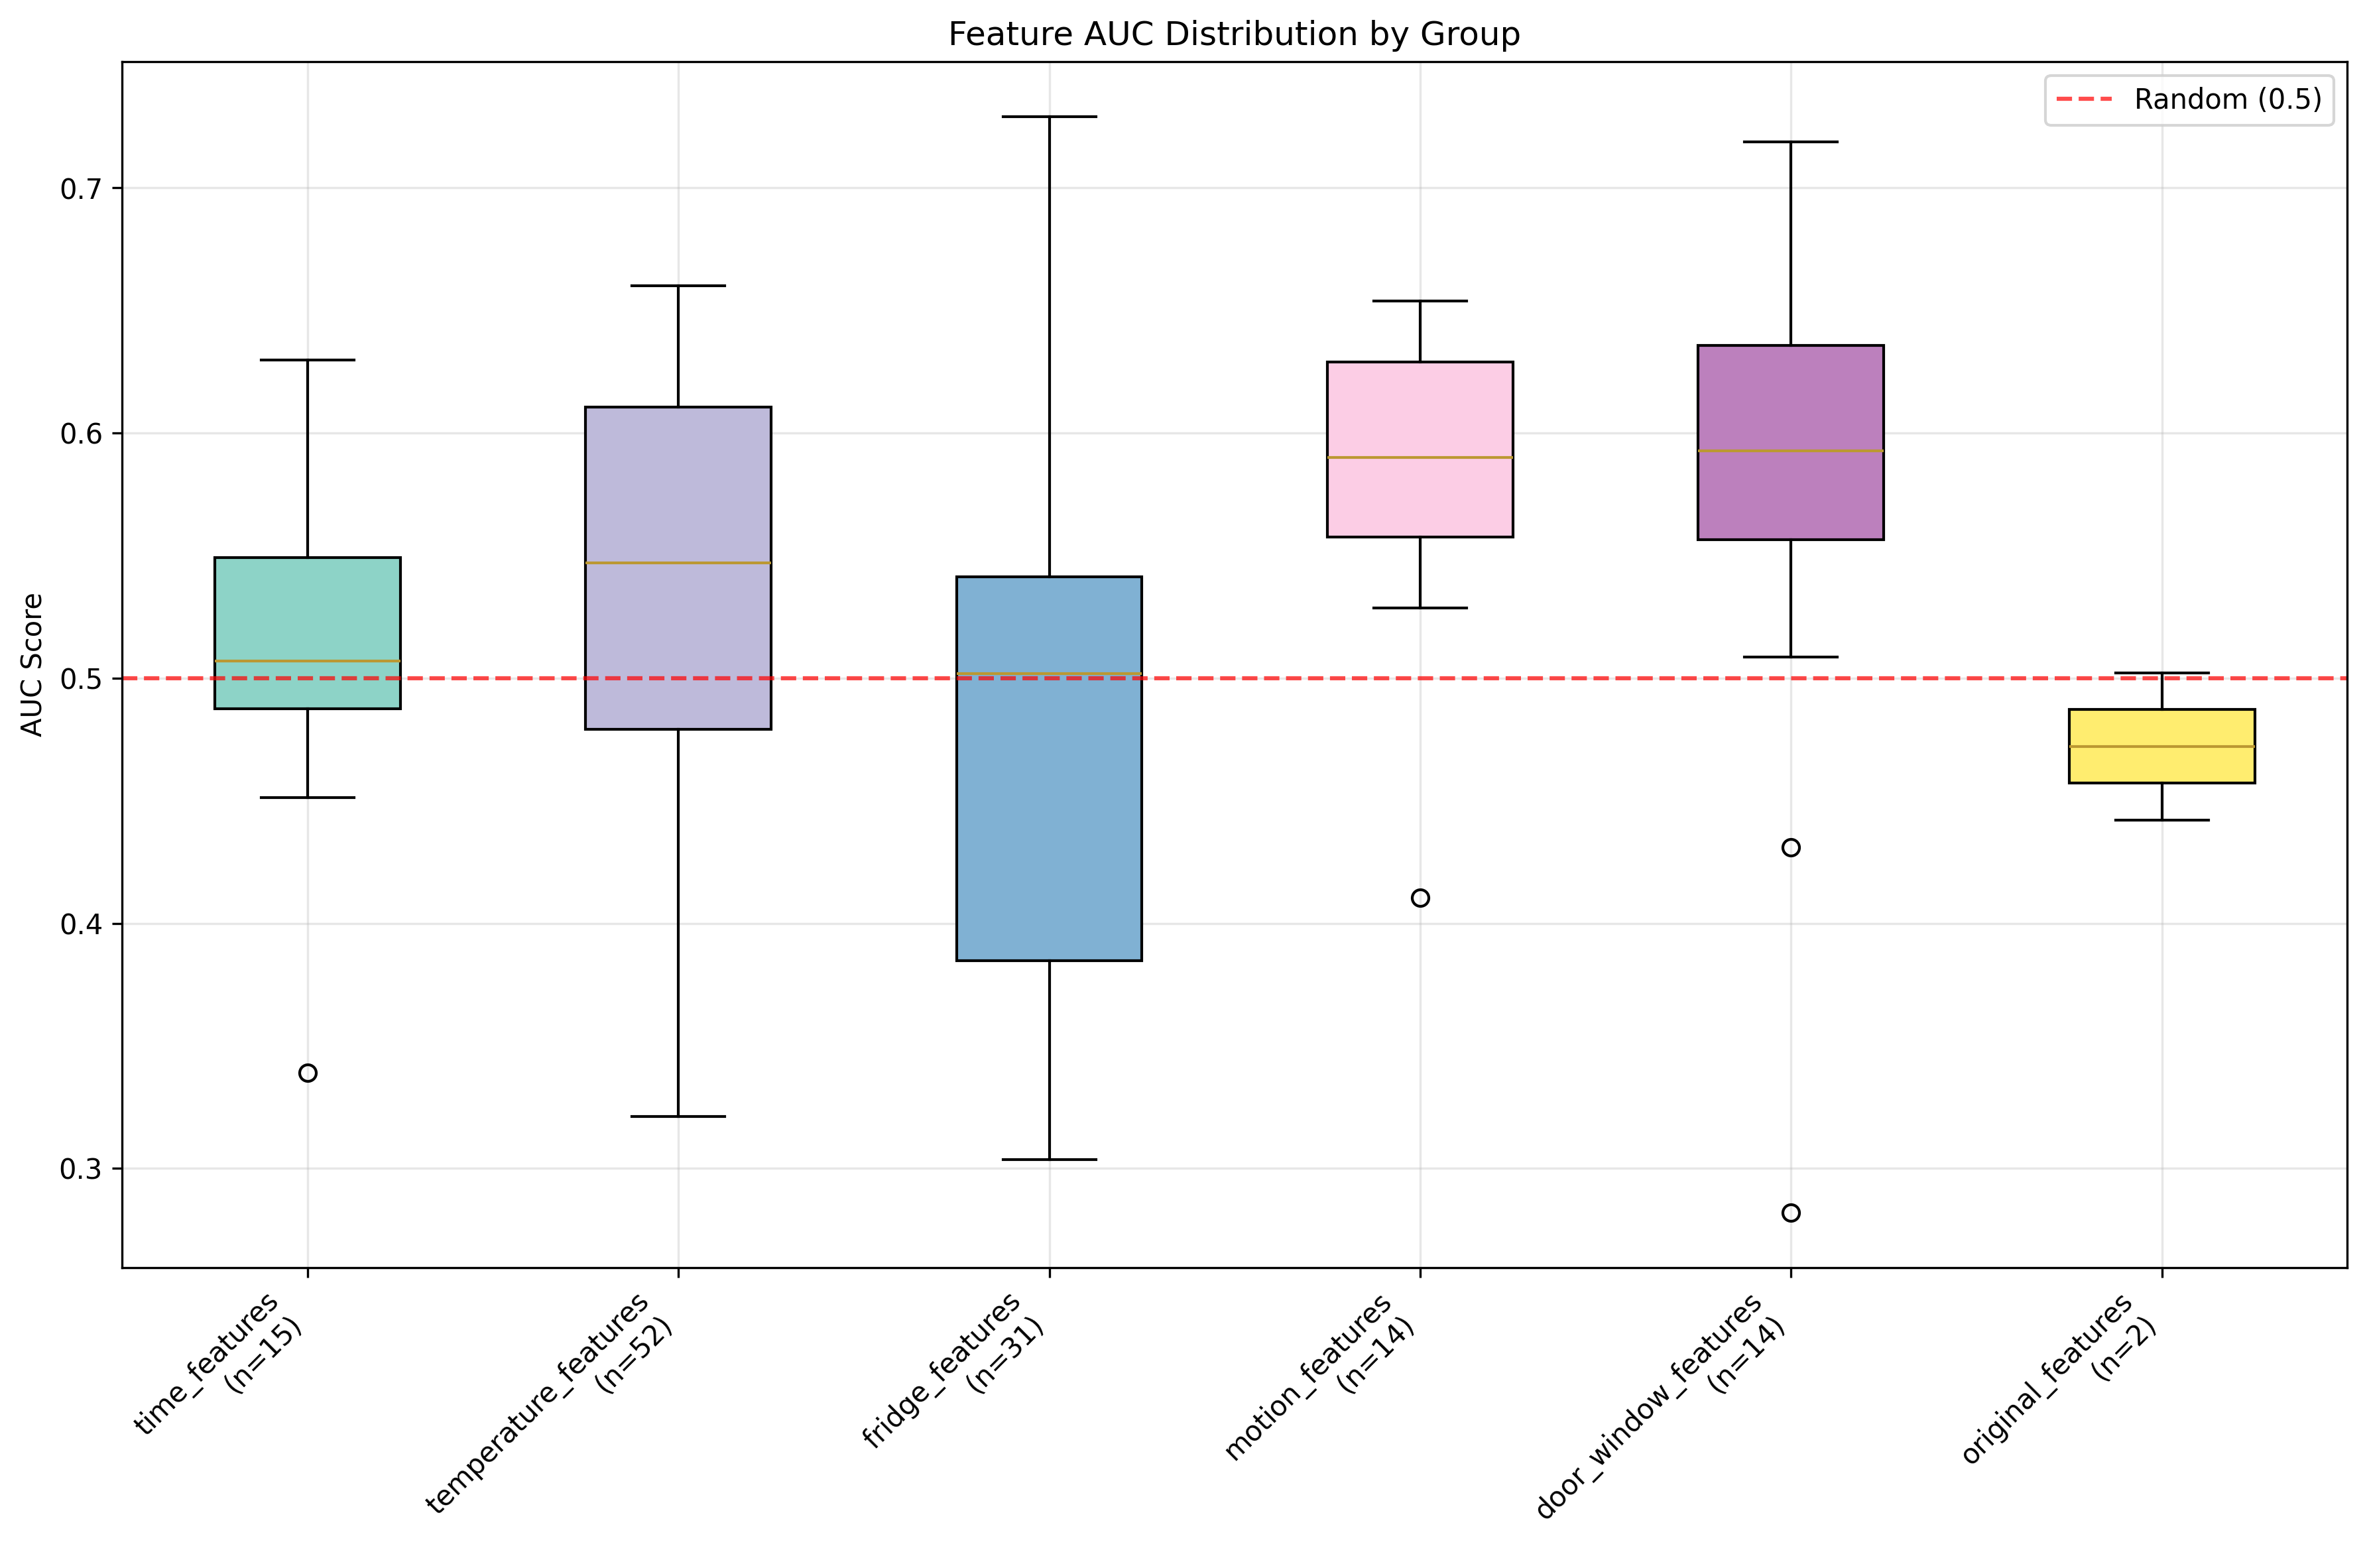 Feature AUC Distribution by Group
Random (0.5)
AUC Score
0.7
0.6
0.5
0.4
0.3
time_features
(n=15)
temperature_features
(n=52)
fridge_features
(n=31)
motion_features
(n=14)
door_window_features
(n=14)
original_features
(n=2)